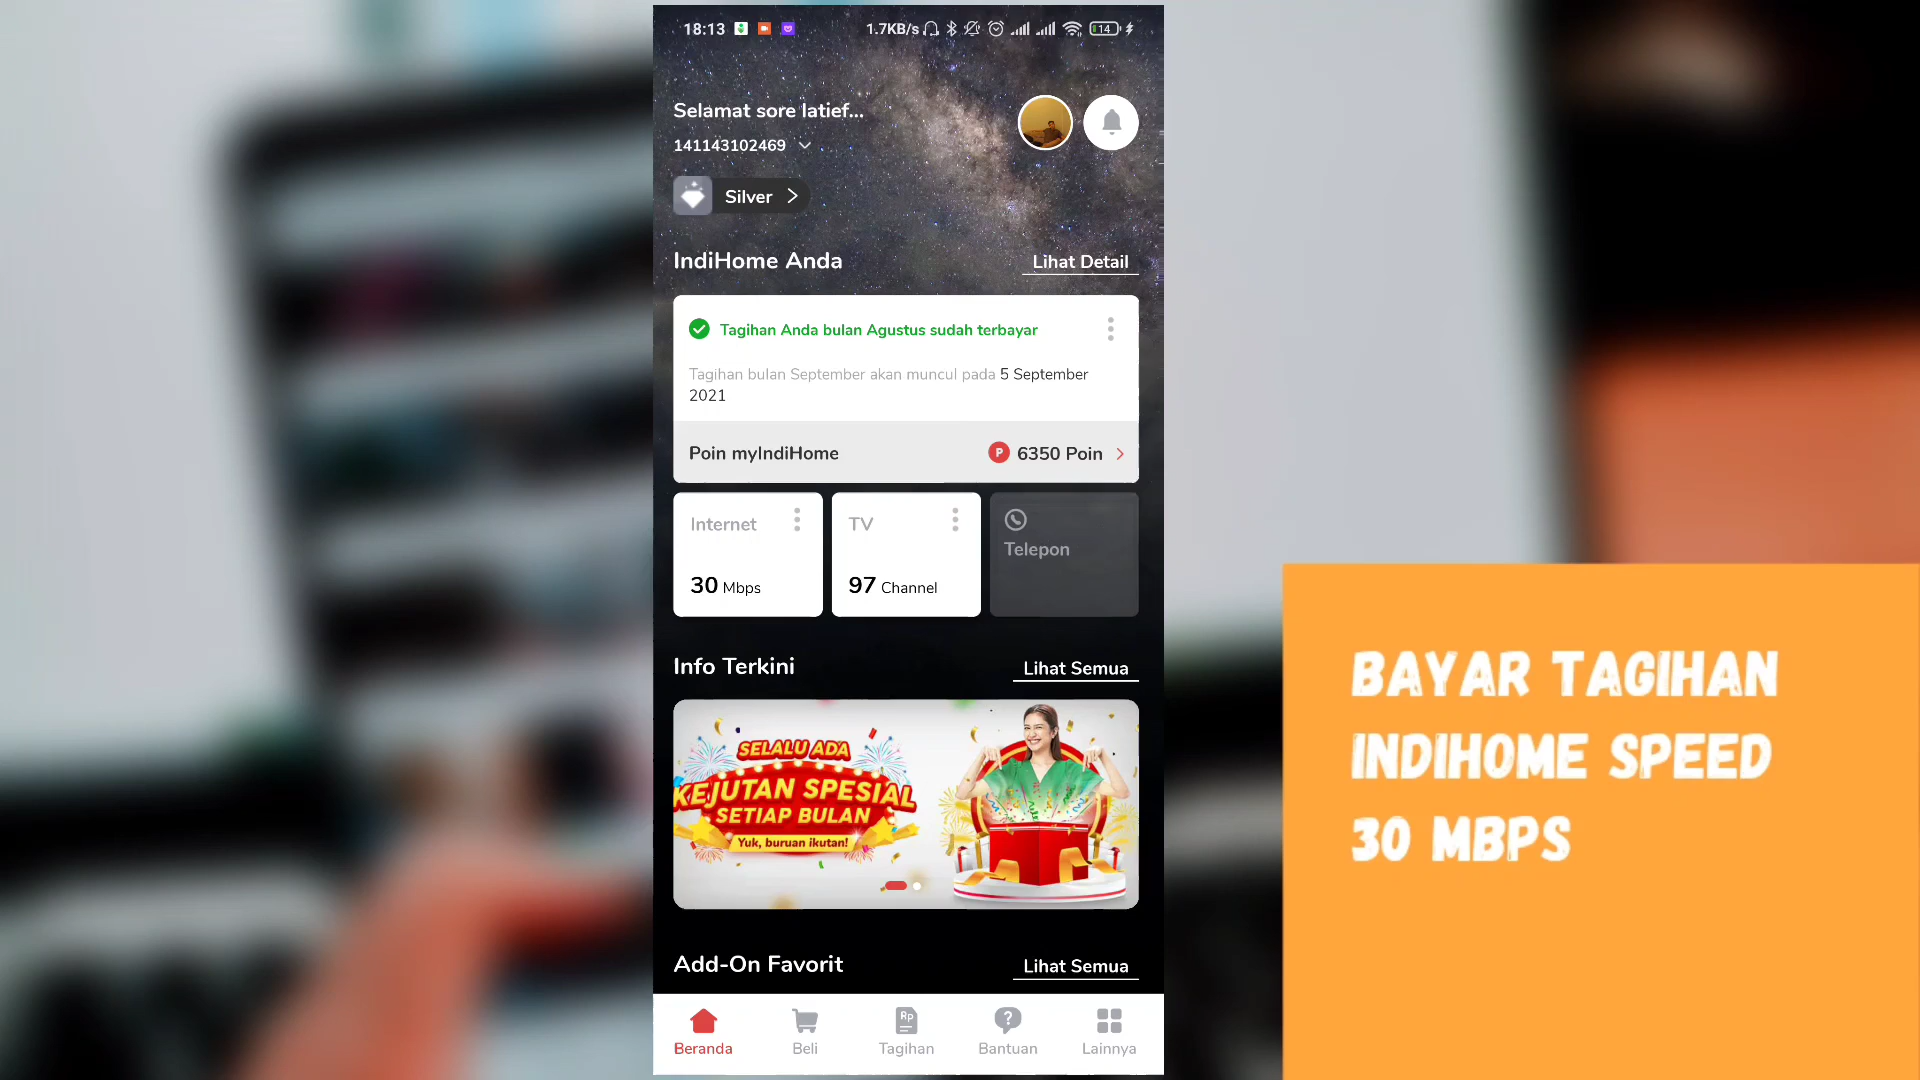 18:13
1.7KB/s
14
Selamat sore latief...
141143102469
Silver
IndiHome Anda
Lihat Detail
Tagihan Anda bulan Agustus sudah terbayar
Tagihan bulan September akan muncul pada 5 September
2021
Poin myIndiHome
P 6350 Poin
Internet
TV
Telepon
30 Mbps
97 Channel
Info Terkini
Lihat Semua
SELALU ADA
KEJUTAN SPESIAL
SETIAP BULAN
Yuk, buruan ikutan!
Add-On Favorit
Lihat Semua
Rp
?
Beranda
Beli
Tagihan
Bantuan
Lainnya
BAYAR TAGIHAN
INDIHOME SPEED
30 MBPS